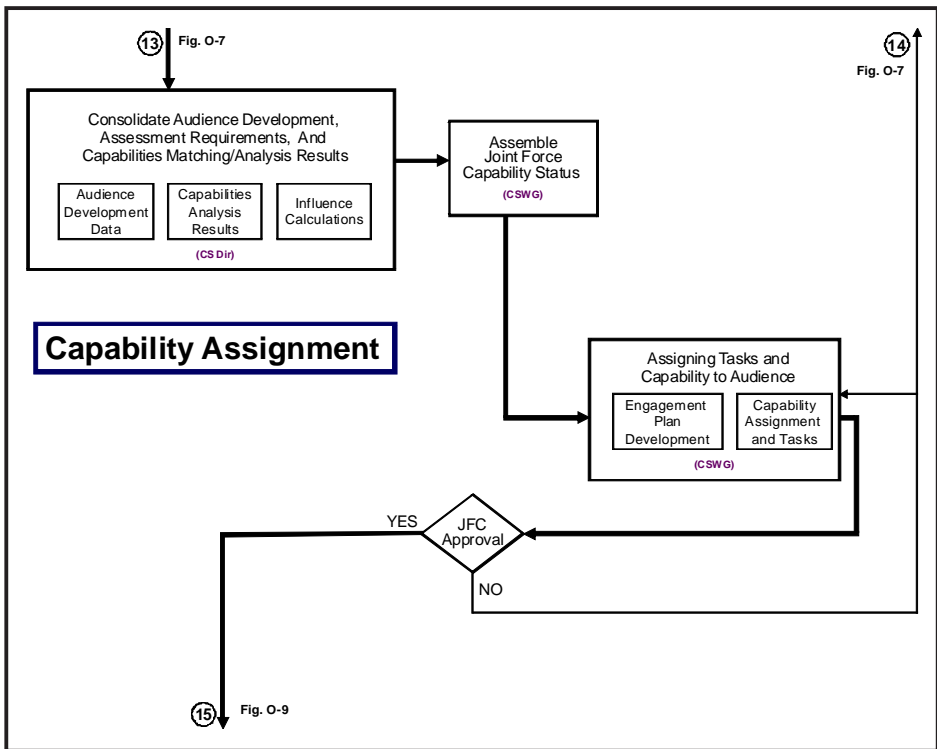 13
Fig. O-7
14
Fig. O-7
Consolidate Audience Development,
Assessment Requirements, And
Capabilities Matching/Analysis Results
Audience
Development
Data
Capabilities
Analysis
Results
Influence
Calculations
(CS Dir)
Assemble
Joint Force
Capability Status
(CSWG)
Capability Assignment
Assigning Tasks and
Capability to Audience
Engagement
Plan
Development
Capability
Assignment
and Tasks
(CSWG)
YES
JFC
Approval
NO
15
Fig. O-9